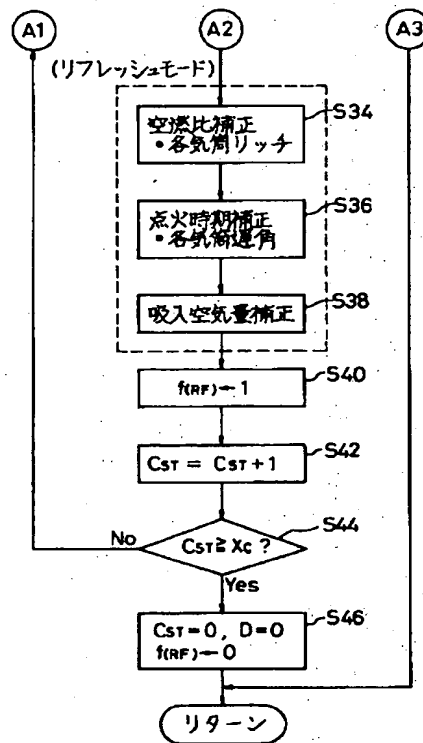 A1
A2
A3
(リフレッシュモード)
空燃比補正
・各気筒リッチ
S34
点火時期補正
・各気筒遅角
S36
吸入空気量補正
S38
f(RF)←1
S40
CST = CST+1
S42
CST≧XC ?
S44
No
Yes
CST=0, D=0
f(RF)←0
S46
リターン